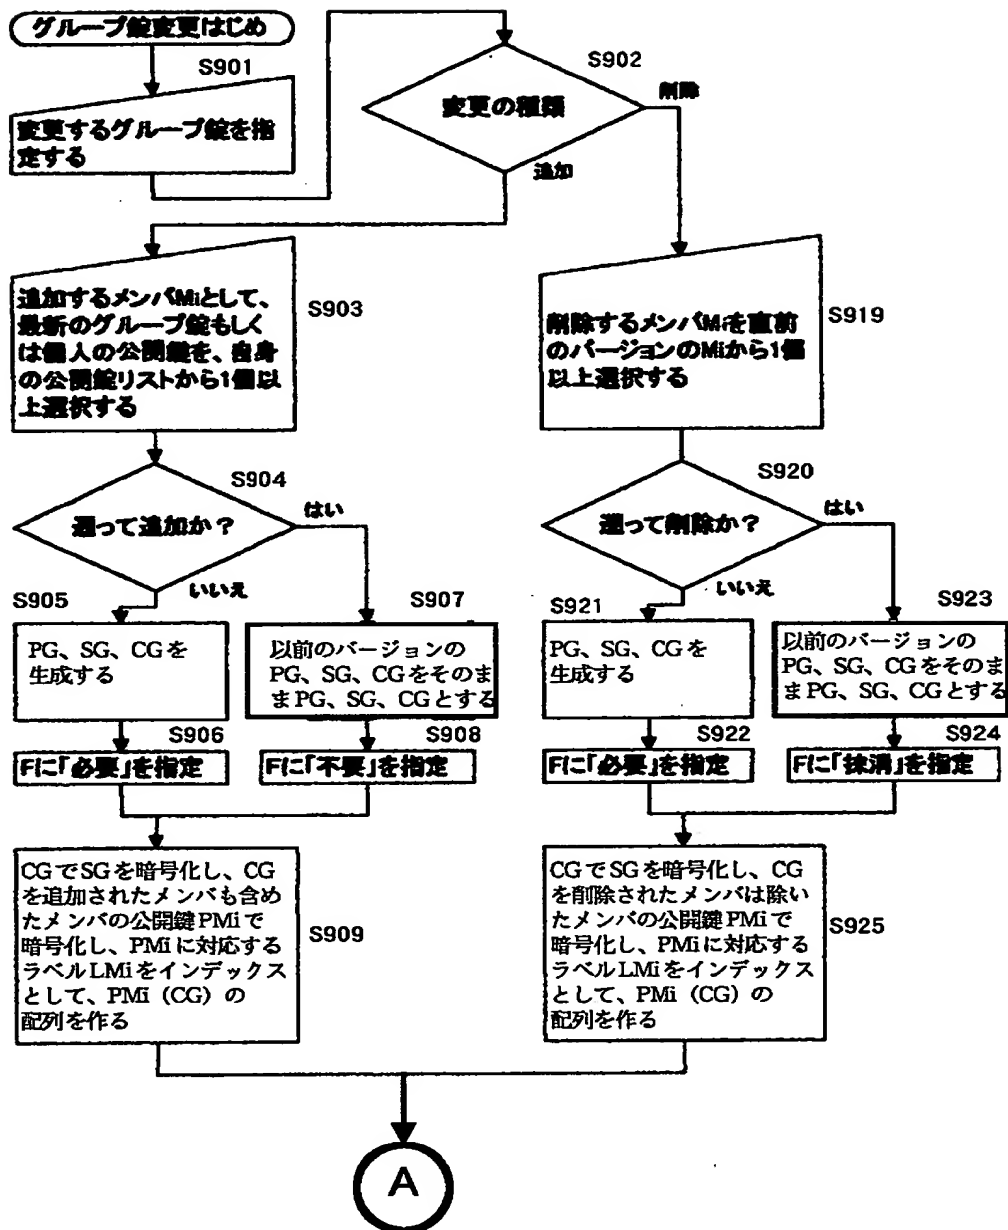 グループ錠変更はじめ
S901
変更するグループ錠を指
定する
S902
変更の種類
削除
追加
追加するメンバMiとして、
最新のグループ錠もしく
は個人の公開鍵を、自身
の公開錠リストから1個以
上選択する
S903
削除するメンバMiを直前
のバージョンのMiから1個
以上選択する
S919
S904
遡って追加か?
はい
いいえ
S920
遡って削除か?
はい
いいえ
S905
PG、SG、CGを
生成する
S907
以前のバージョンの
PG、SG、CGをそのま
まPG、SG、CGとする
S921
PG、SG、CGを
生成する
S923
以前のバージョンの
PG、SG、CGをそのま
まPG、SG、CGとする
S906
Fに「必要」を指定
S908
Fに「不要」を指定
S922
Fに「必要」を指定
S924
Fに「抹消」を指定
CGでSGを暗号化し、CG
を追加されたメンバも含め
たメンバの公開鍵PMiで
暗号化し、PMiに対応する
ラベルLMiをインデックス
として、PMi(CG)の
配列を作る
S909
CGでSGを暗号化し、CG
を削除されたメンバは除い
たメンバの公開鍵PMiで
暗号化し、PMiに対応する
ラベルLMiをインデックス
として、PMi(CG)の
配列を作る
S925
A